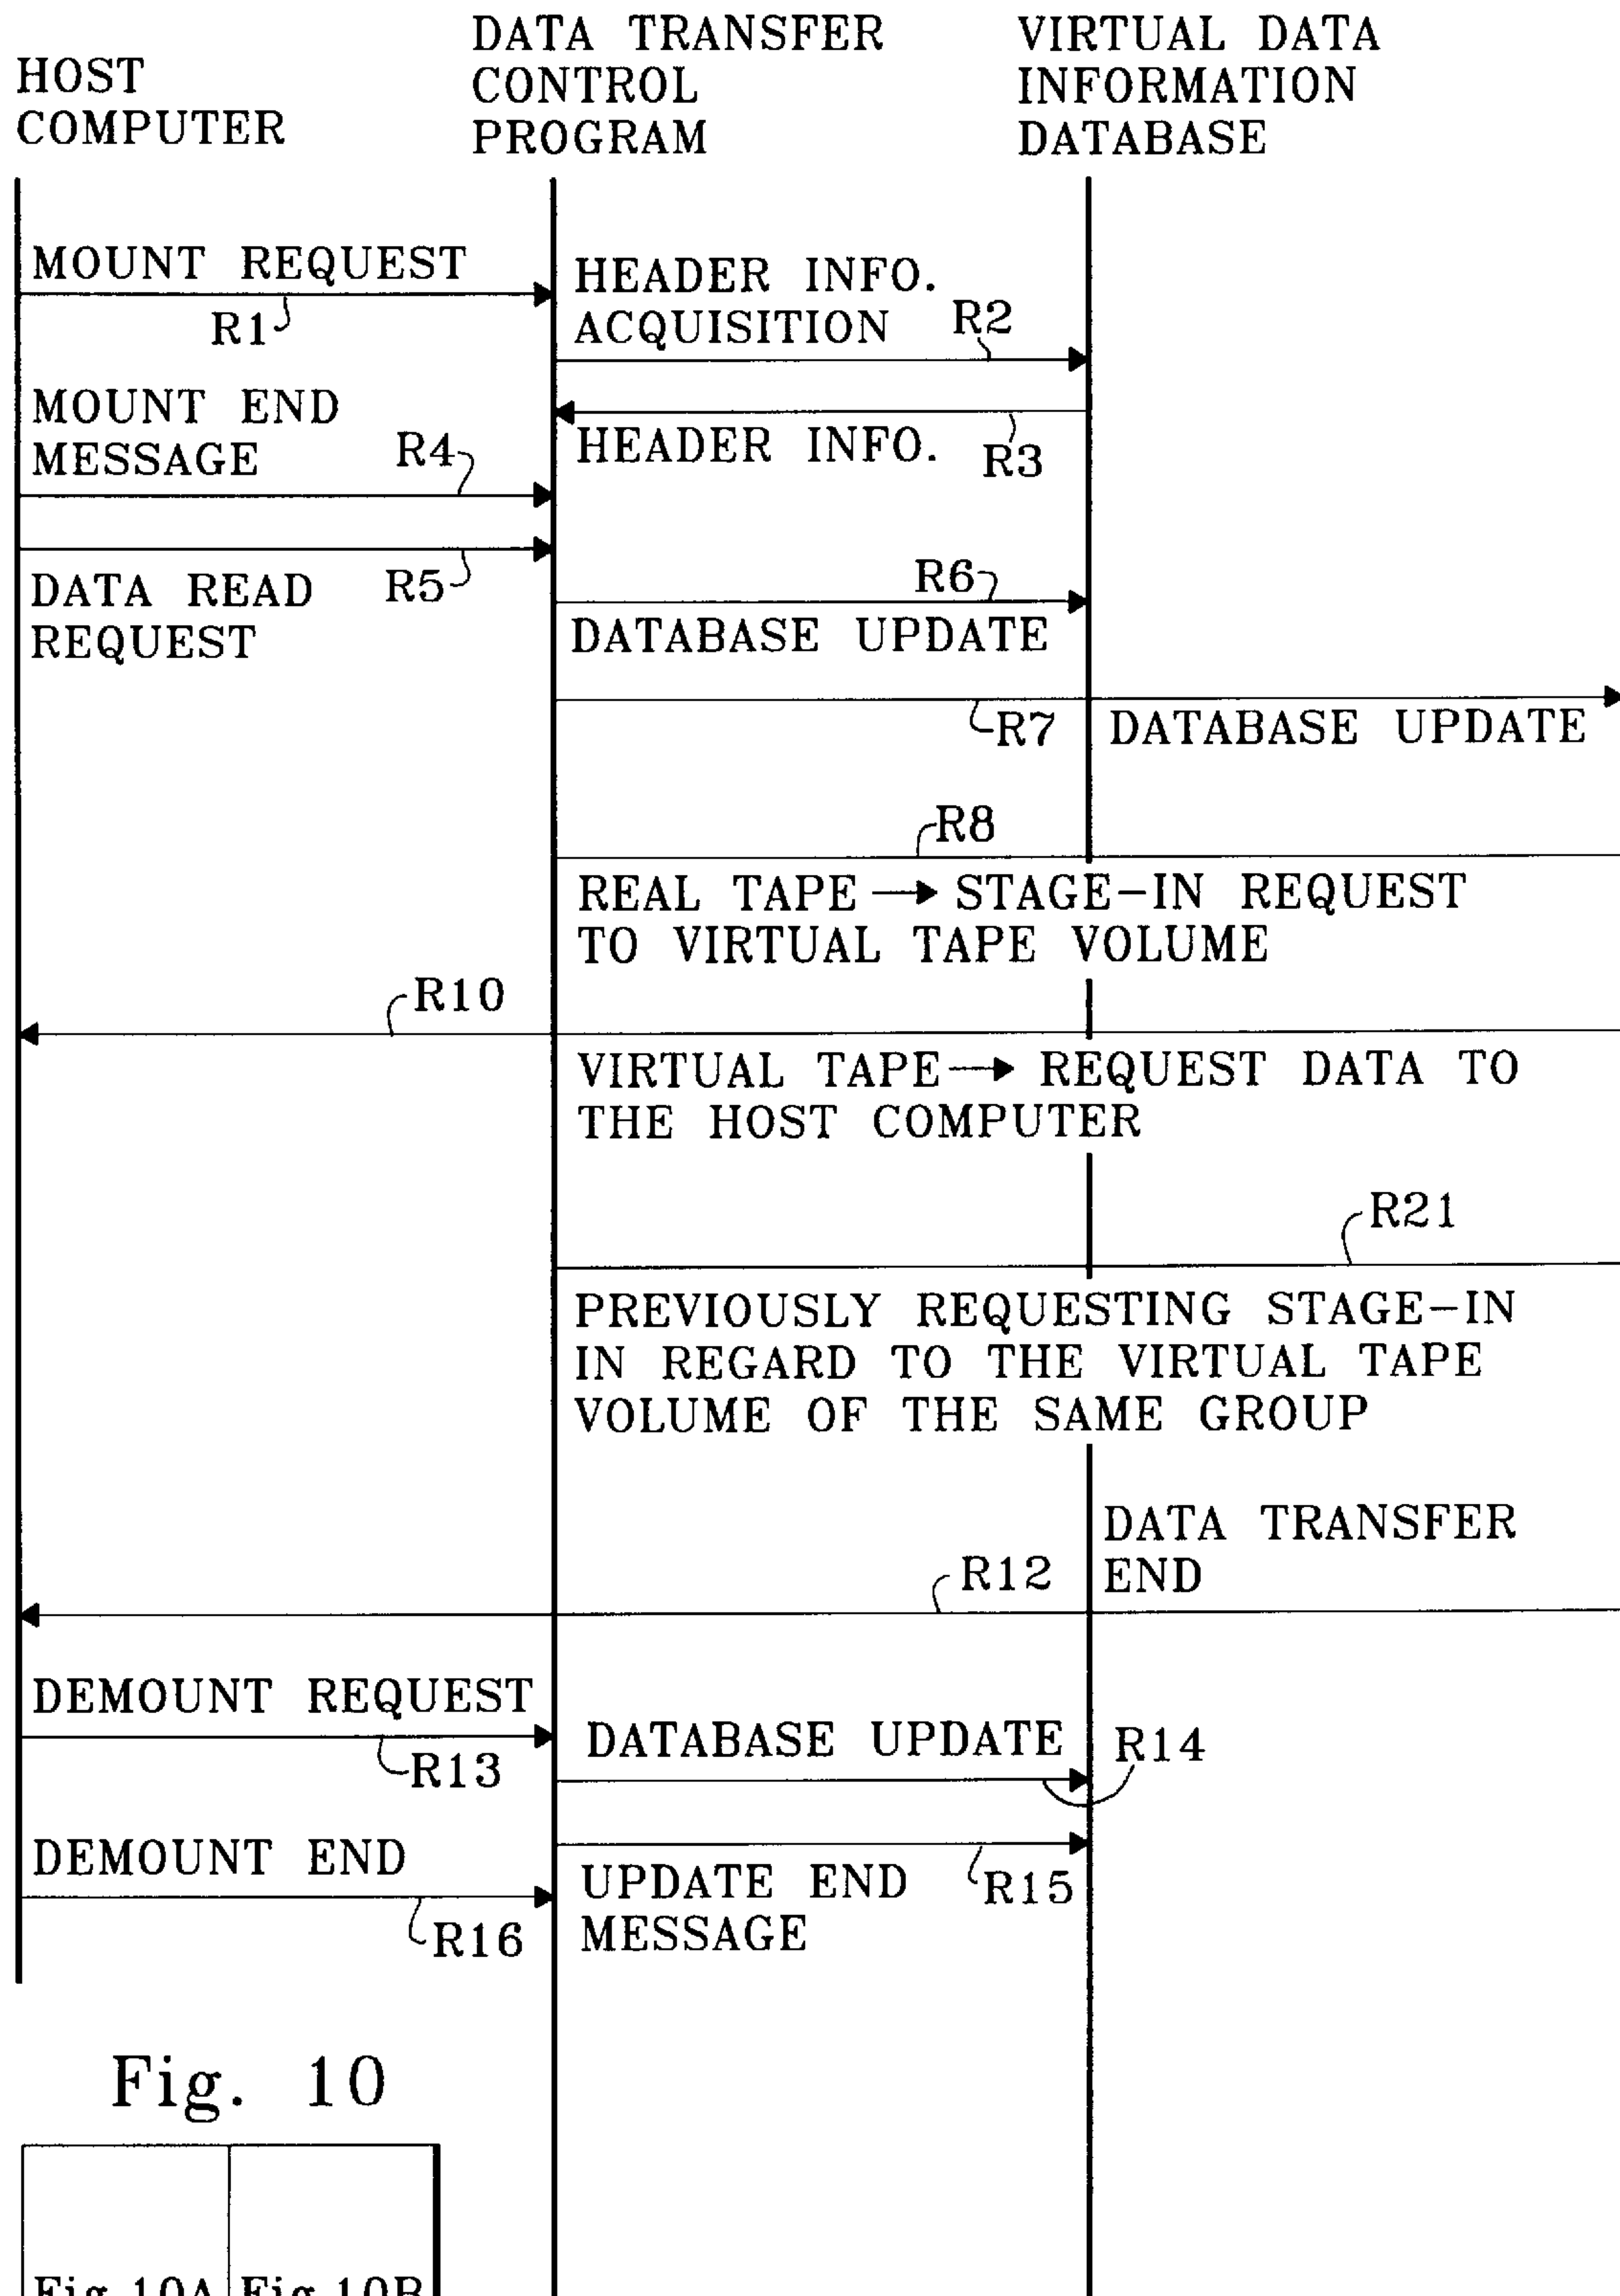 HOST
COMPUTER
DATA TRANSFER
CONTROL
PROGRAM
VIRTUAL DATA
INFORMATION
DATABASE
MOUNT REQUEST
R1
HEADER INFO.
ACQUISITION R2
MOUNT END
MESSAGE R4
HEADER INFO. R3
DATA READ
REQUEST
R5
R6
DATABASE UPDATE
R7 DATABASE UPDATE
R8
REAL TAPE → STAGE-IN REQUEST
TO VIRTUAL TAPE VOLUME
R10
VIRTUAL TAPE → REQUEST DATA TO
THE HOST COMPUTER
R21
PREVIOUSLY REQUESTING STAGE-IN
IN REGARD TO THE VIRTUAL TAPE
VOLUME OF THE SAME GROUP
DATA TRANSFER
END
R12
DEMOUNT REQUEST
R13
DATABASE UPDATE R14
DEMOUNT END
R16
UPDATE END
MESSAGE
R15
Fig. 10
Fig.10A Fig.10B